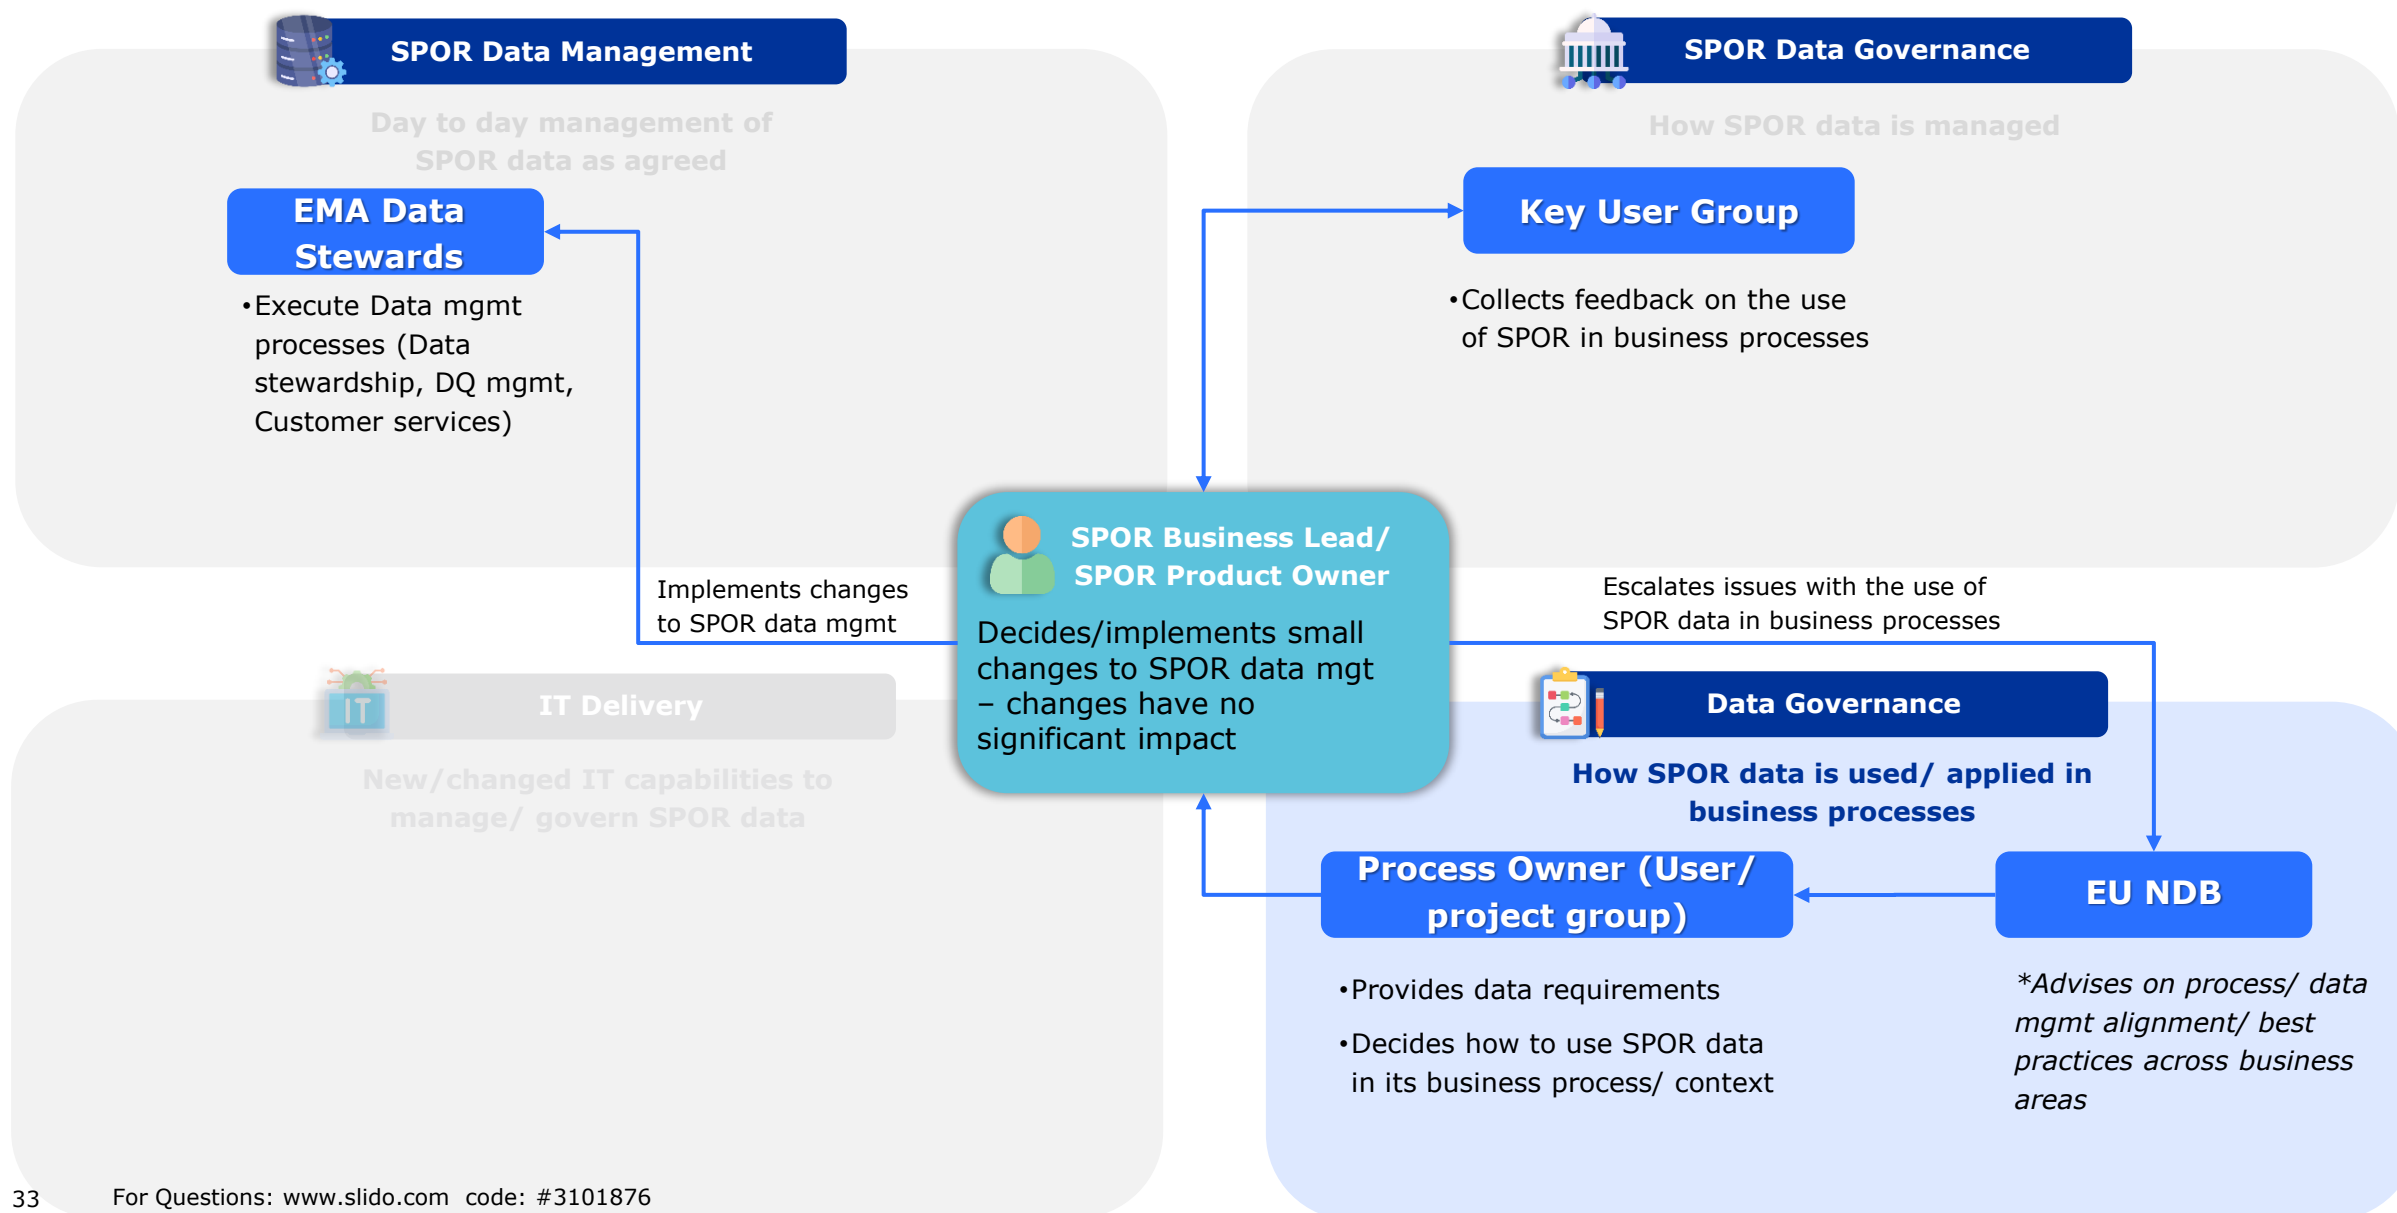 SPOR Data Management
Day to day management of
SPOR data as agreed
EMA Data
Stewards
•Execute Data mgmt
processes (Data
stewardship, DQ mgmt,
Customer services)
SPOR Data Governance
How SPOR data is managed
Key User Group
•Collects feedback on the use
of SPOR in business processes
Implements changes
to SPOR data mgmt
SPOR Business Lead/
SPOR Product Owner
Decides/implements small
changes to SPOR data mgt
– changes have no
significant impact
Escalates issues with the use of
SPOR data in business processes
IT
IT Delivery
New/changed IT capabilities to
manage/ govern SPOR data
Data Governance
How SPOR data is used/ applied in
business processes
Process Owner (User/
project group)
•Provides data requirements
•Decides how to use SPOR data
in its business process/ context
EU NDB
*Advises on process/ data
mgmt alignment/ best
practices across business
areas
33
For Questions: www.slido.com code: #3101876